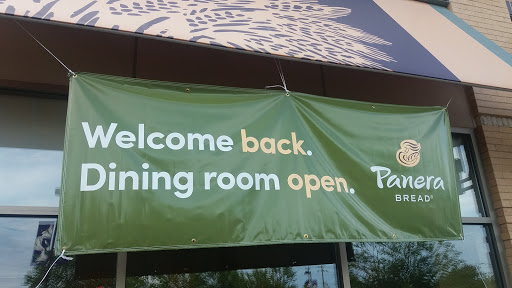 Welcome back.
Dining room open.
Panera
BREAD®